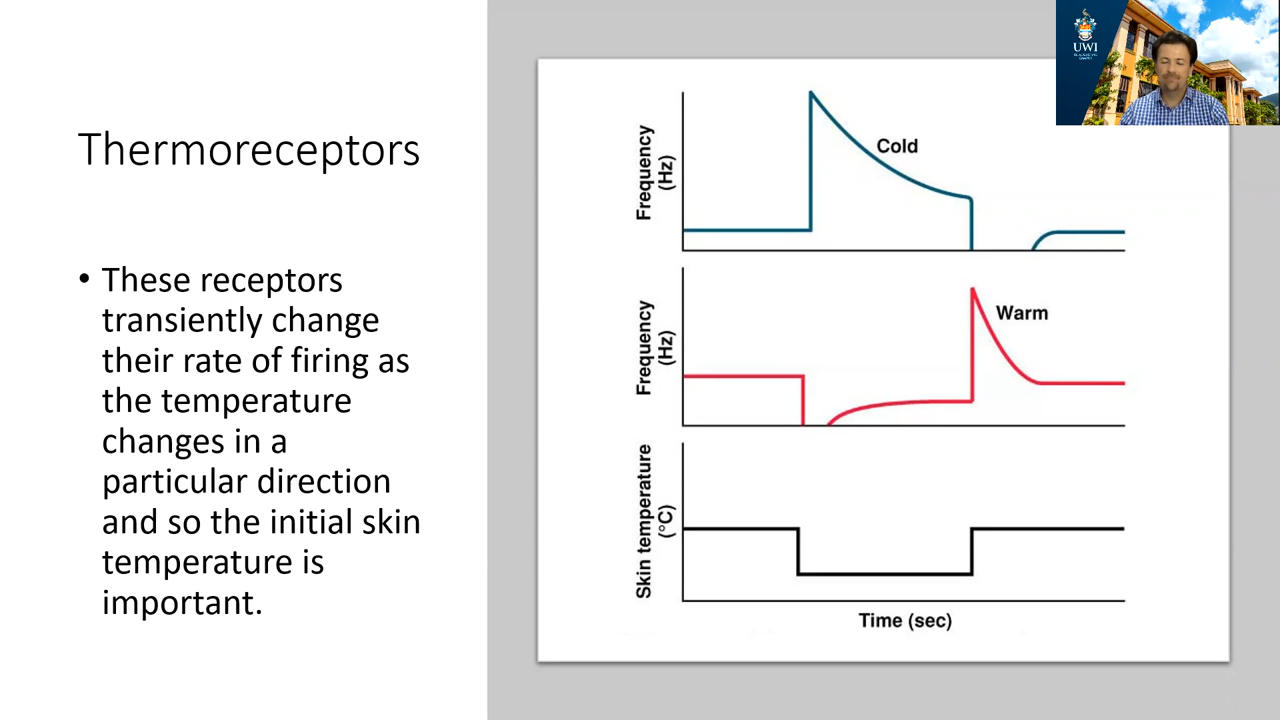 Thermoreceptors
• These receptors
transiently change
their rate of firing as
the temperature
changes in a
particular direction
and so the initial skin
temperature is
important.
Frequency
(Hz)
Cold
Frequency
(Hz)
Warm
Skin temperature
(°C)
Time (sec)
UWI